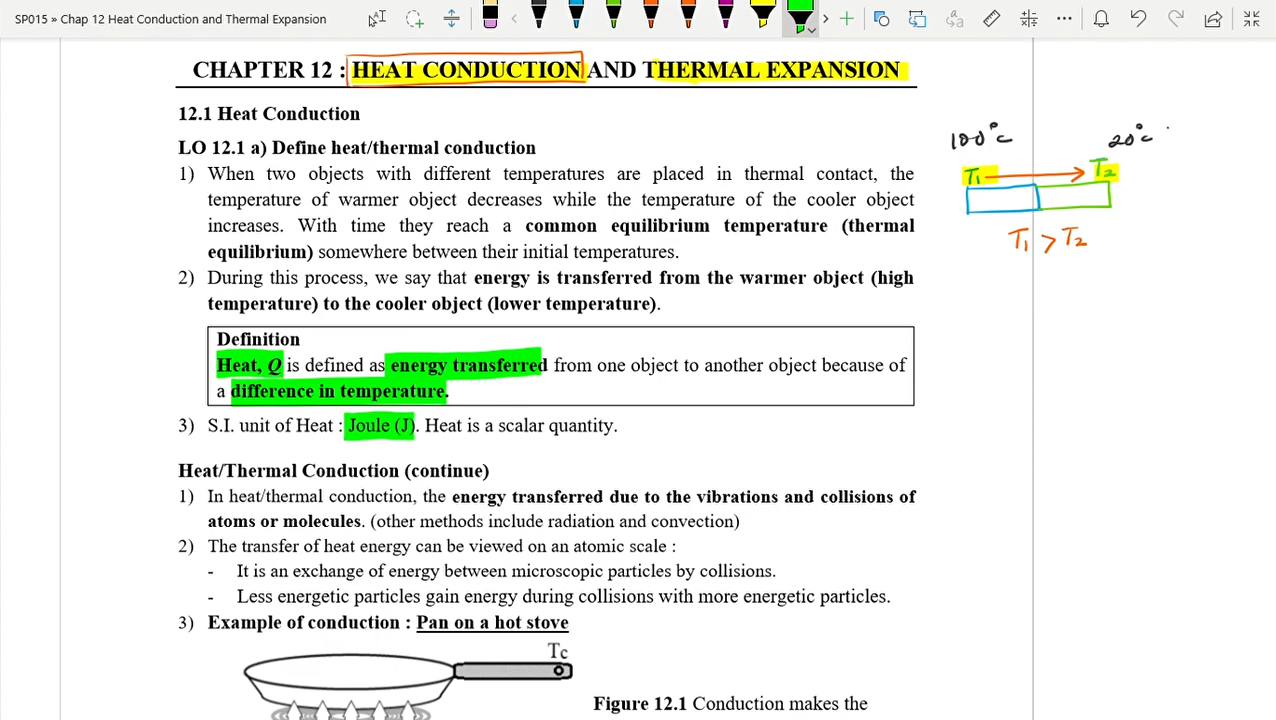 SP015 » Chap 12 Heat Conduction and Thermal Expansion
CHAPTER 12 : HEAT CONDUCTION AND THERMAL EXPANSION
12.1 Heat Conduction
LO 12.1 a) Define heat/thermal conduction
1) When two objects with different temperatures are placed in thermal contact, the
temperature of warmer object decreases while the temperature of the cooler object
increases. With time they reach a common equilibrium temperature (thermal
equilibrium) somewhere between their initial temperatures.
2) During this process, we say that energy is transferred from the warmer object (high
temperature) to the cooler object (lower temperature).
Definition
Heat, Q is defined as energy transferred from one object to another object because of
a difference in temperature.
3) S.I. unit of Heat : Joule (J). Heat is a scalar quantity.
Heat/Thermal Conduction (continue)
1) In heat/thermal conduction, the energy transferred due to the vibrations and collisions of
atoms or molecules. (other methods include radiation and convection)
2) The transfer of heat energy can be viewed on an atomic scale :
- It is an exchange of energy between microscopic particles by collisions.
- Less energetic particles gain energy during collisions with more energetic particles.
3) Example of conduction : Pan on a hot stove
Tc
Figure 12.1 Conduction makes the
100°C 20°C
T₁ T₂
T₁ > T₂